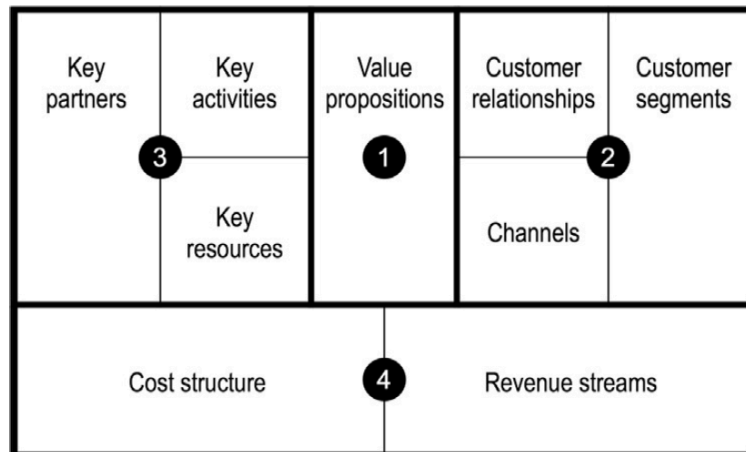 Key
partners
Key
activities
3
Key
resources
Value
propositions
1
Customer
relationships
Customer
segments
2
Channels
Cost structure
4
Revenue streams